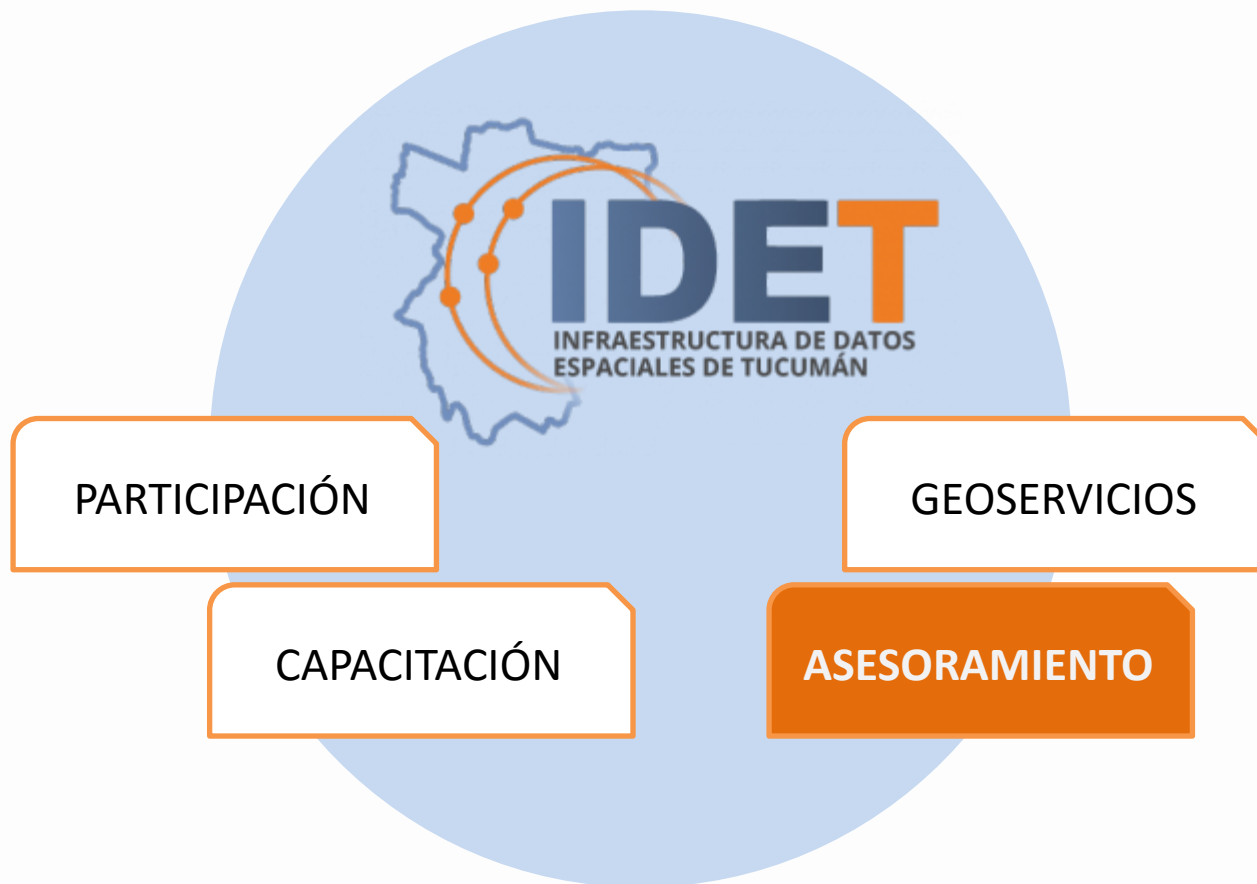 IDET
INFRAESTRUCTURA DE DATOS
ESPACIALES DE TUCUMÁN
PARTICIPACIÓN
GEOSERVICIOS
CAPACITACIÓN
ASESORAMIENTO